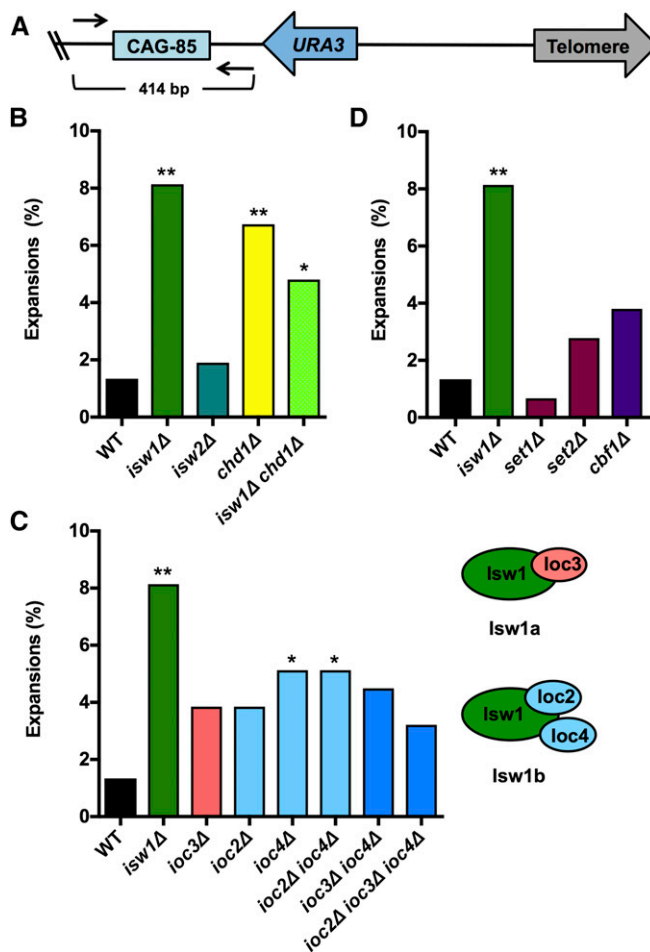 A
CAG-85
URA3
Telomere
414 bp
B
Expansions (%)
10
8
6
4
2
0
**
**
*
WT
isw1Δ
isw2Δ
chd1Δ
isw1Δ chd1Δ
D
Expansions (%)
10
8
6
4
2
0
**
WT
isw1Δ
set1Δ
set2Δ
cbf1Δ
C
Expansions (%)
10
8
6
4
2
0
**
*
*
WT
isw1Δ
ioc3Δ
ioc2Δ
ioc4Δ
ioc2Δ ioc4Δ
ioc3Δ ioc4Δ
ioc2Δ ioc3Δ ioc4Δ
Isw1
Ioc3
Isw1a
Isw1
Ioc2
Ioc4
Isw1b